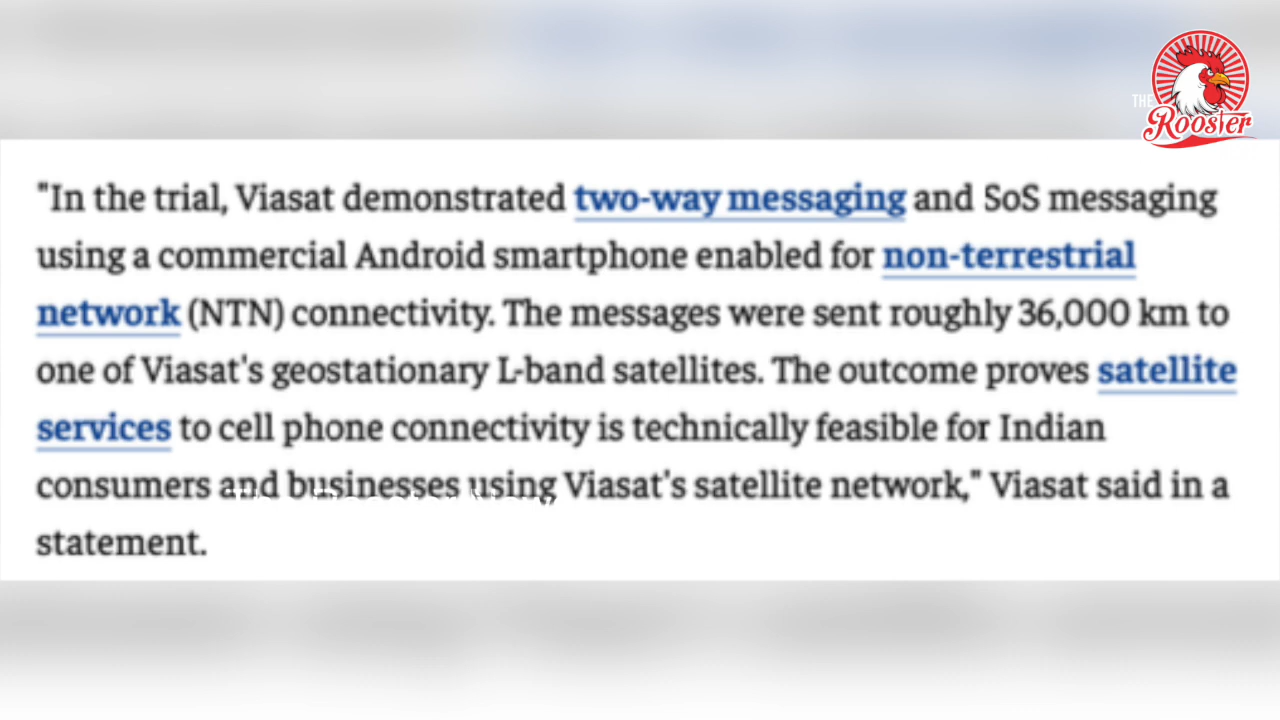 THE
Rooster
"In the trial, Viasat demonstrated two-way messaging and SoS messaging
using a commercial Android smartphone enabled for non-terrestrial
network (NTN) connectivity. The messages were sent roughly 36,000 km to
one of Viasat's geostationary L-band satellites. The outcome proves satellite
services to cell phone connectivity is technically feasible for Indian
consumers and businesses using Viasat's satellite network," Viasat said in a
statement.